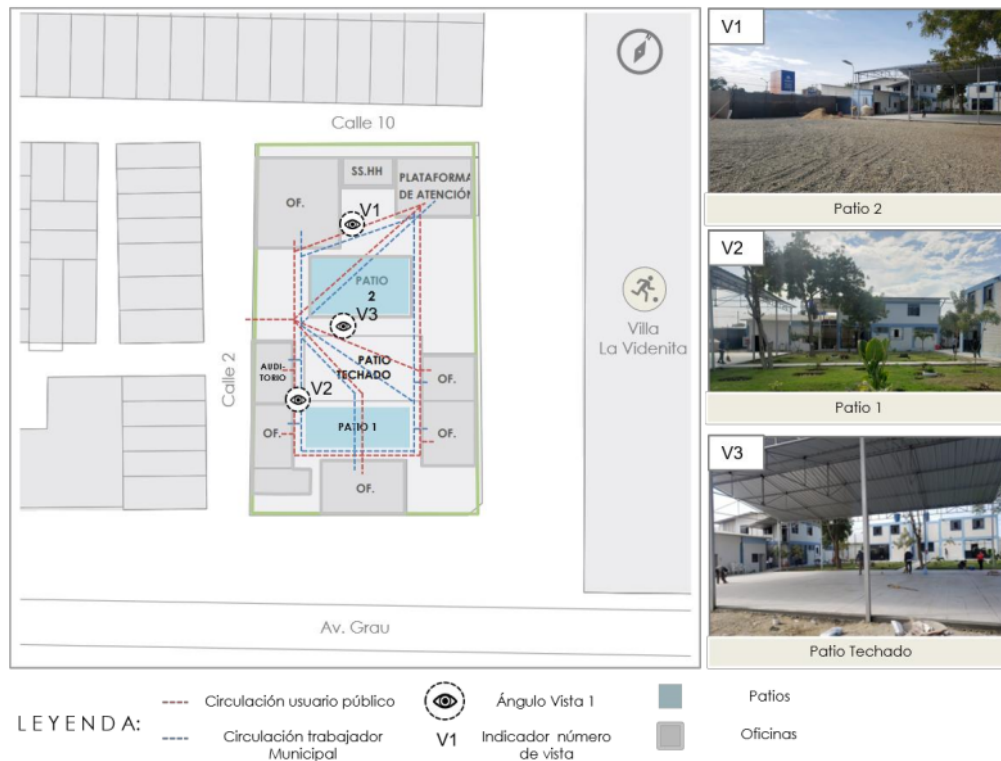 Calle 10
SS.HH
PLATAFORMA
DE ATENCIÓN
OF.
V1
PATIO
2
V3
Villa
La Videnita
PATIO
TECHADO
AUDI-
TORIO
OF.
Calle 2
V2
OF.
PATIO 1
OF.
OF.
Av. Grau
V1
Patio 2
V2
Patio 1
V3
Patio Techado
LEYENDA:
Circulación usuario público
Circulación trabajador
Municipal
Ángulo Vista 1
V1
Indicador número
de vista
Patios
Oficinas